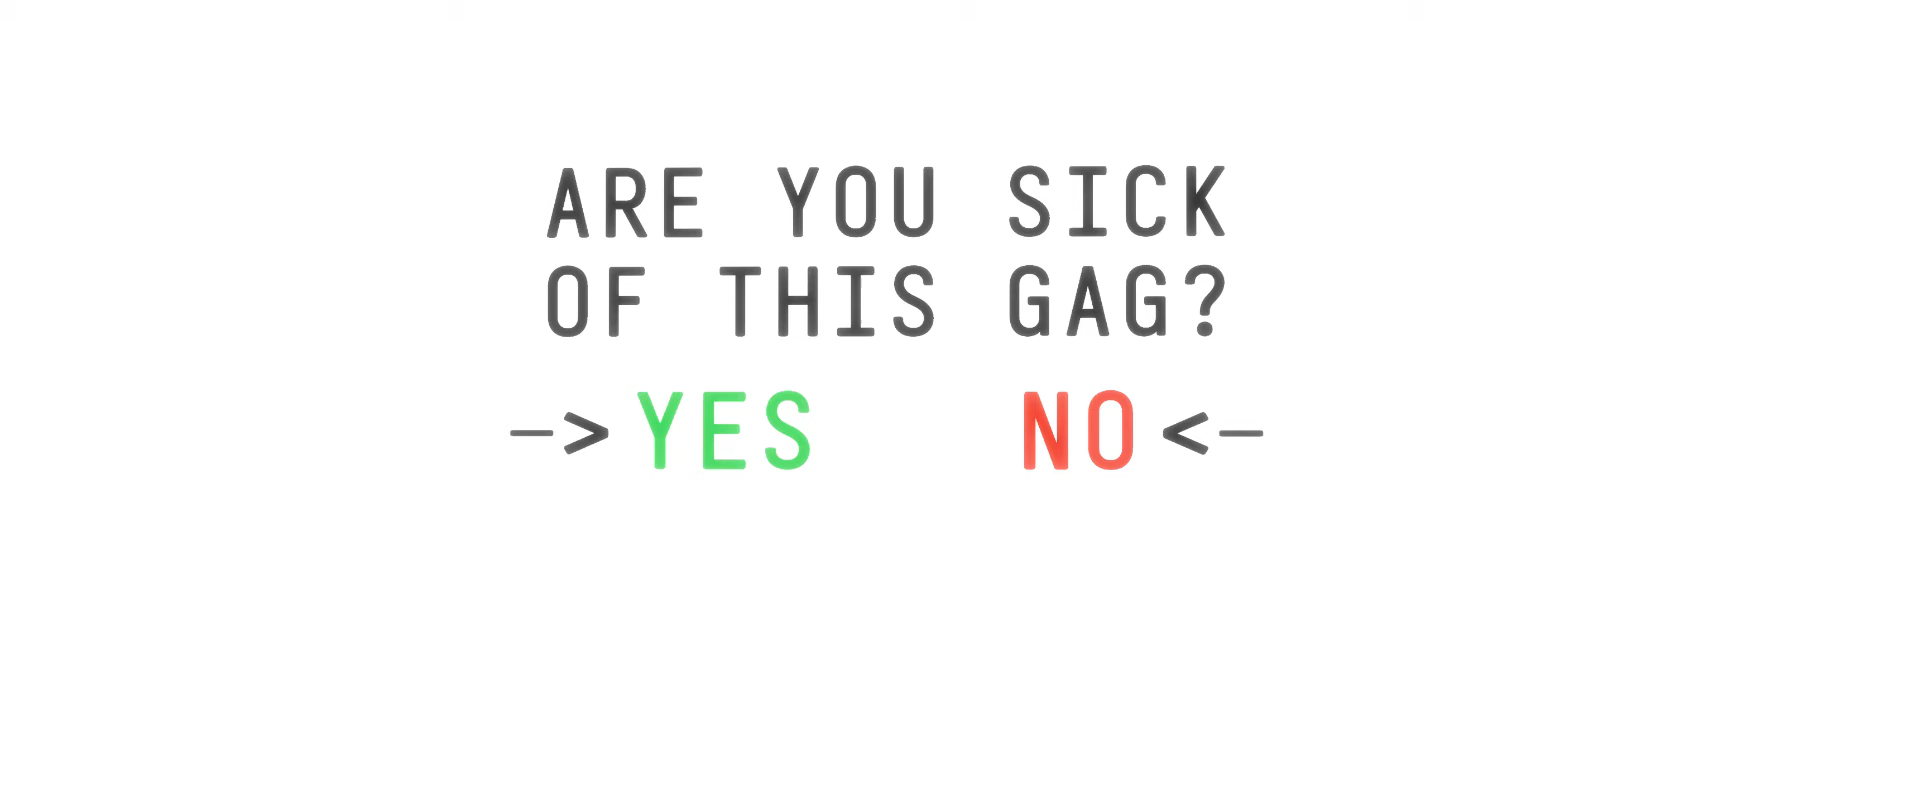 ARE YOU SICK
OF THIS GAG?
-> YES NO <-